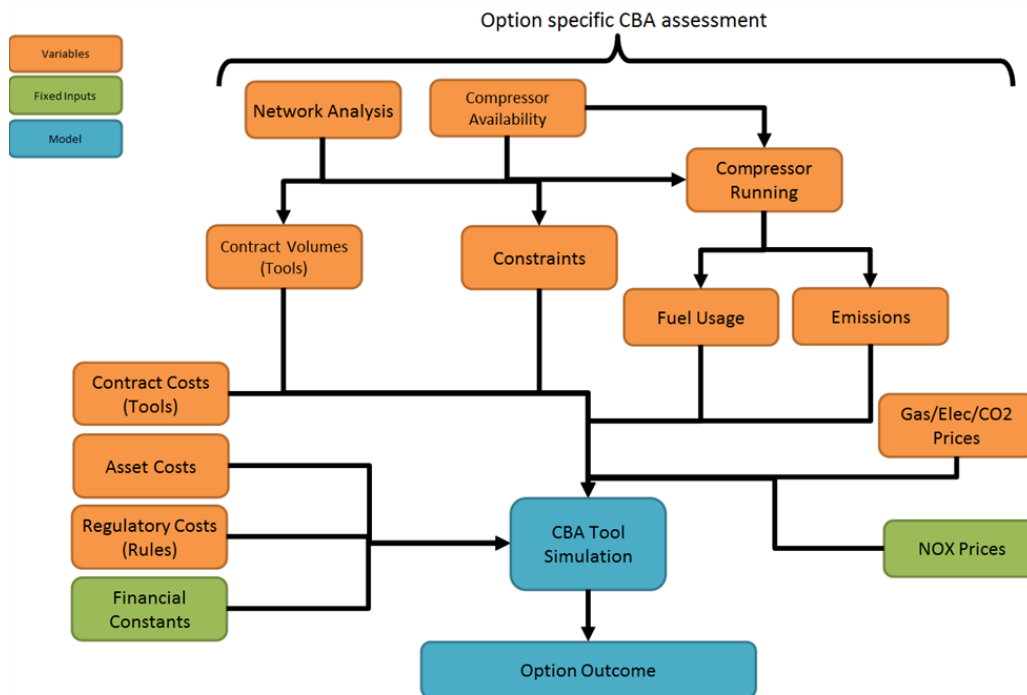 Option specific CBA assessment
Variables
Fixed Inputs
Model
Network Analysis
Compressor
Availability
Compressor
Running
Contract Volumes
(Tools)
Constraints
Fuel Usage
Emissions
Contract Costs
(Tools)
Gas/Elec/CO2
Prices
Asset Costs
Regulatory Costs
(Rules)
CBA Tool
Simulation
NOX Prices
Financial
Constants
Option Outcome